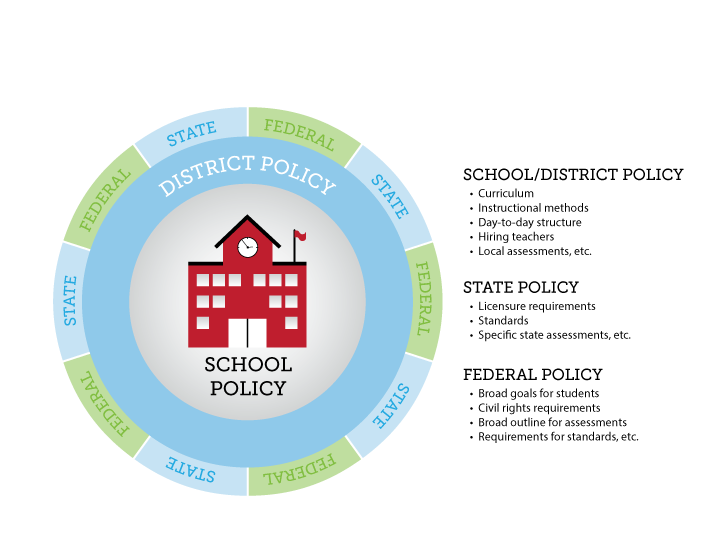 STATE
FEDERAL
STATE
FEDERAL
STATE
FEDERAL
STATE
FEDERAL
STATE
FEDERAL
DISTRICT POLICY
SCHOOL
POLICY
SCHOOL/DISTRICT POLICY
• Curriculum
• Instructional methods
• Day-to-day structure
• Hiring teachers
• Local assessments, etc.
STATE POLICY
• Licensure requirements
• Standards
• Specific state assessments, etc.
FEDERAL POLICY
• Broad goals for students
• Civil rights requirements
• Broad outline for assessments
• Requirements for standards, etc.